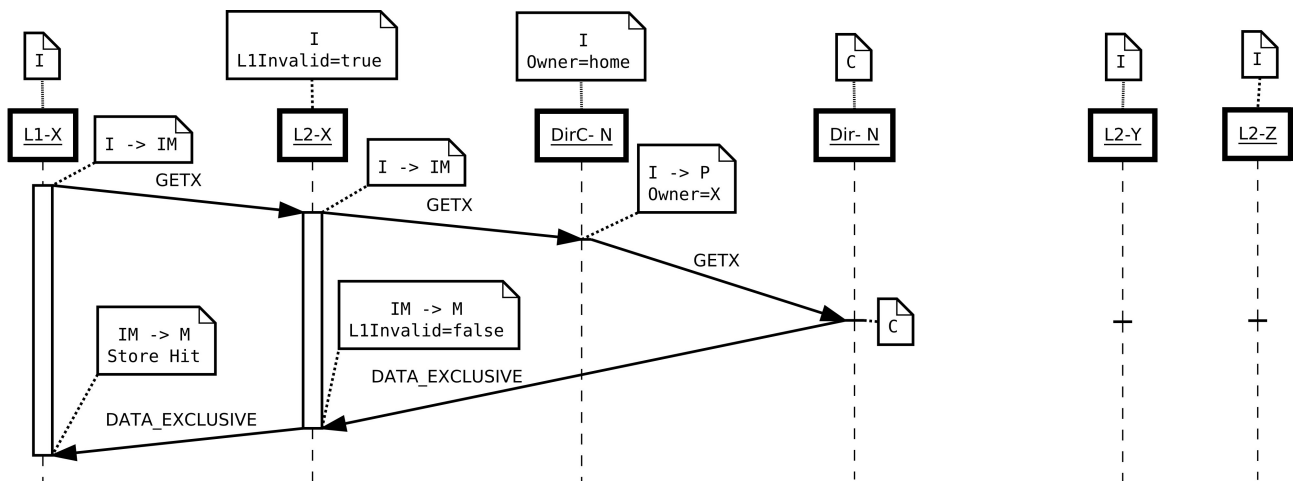 I
I
L1Invalid=true
I
Owner=home
C
I
I
L1-X
L2-X
DirC- N
Dir- N
L2-Y
L2-Z
I -> IM
I -> IM
I -> P
Owner=X
GETX
GETX
GETX
IM -> M
L1Invalid=false
IM -> M
Store Hit
C
DATA_EXCLUSIVE
DATA_EXCLUSIVE